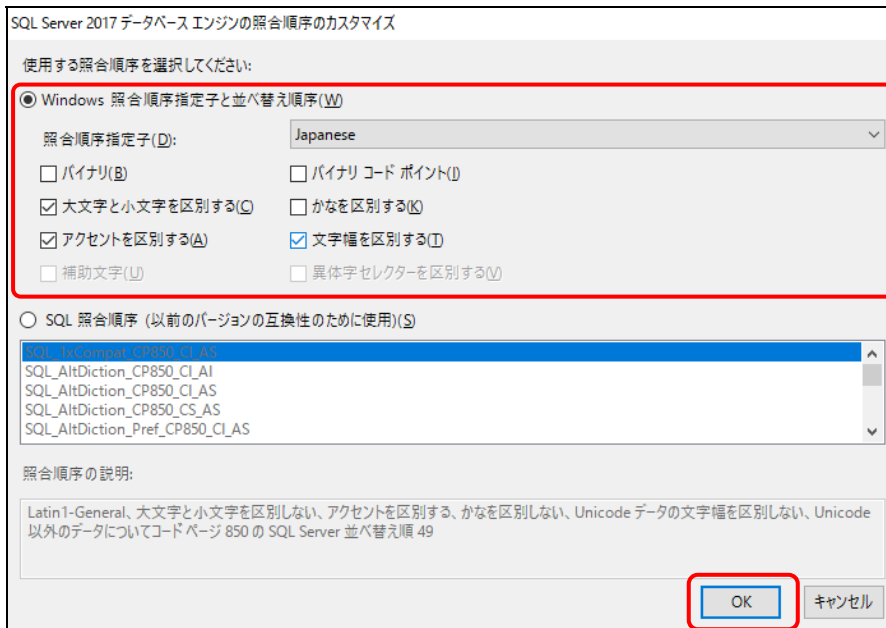 SQL Server 2017 データベース エンジンの照合順序のカスタマイズ
使用する照合順序を選択してください:
Windows 照合順序指定子と並べ替え順序(W)
照合順序指定子(D): Japanese
バイナリ(B) バイナリ コード ポイント(I)
大文字と小文字を区別する(C) かなを区別する(K)
アクセントを区別する(A) 文字幅を区別する(T)
補助文字(U) 異体字セレクターを区別する(V)
SQL 照合順序 (以前のバージョンの互換性のために使用)(S)
SQL_1xCompat_CP850_CI_AS
SQL_AltDiction_CP850_CI_AI
SQL_AltDiction_CP850_CI_AS
SQL_AltDiction_CP850_CS_AS
SQL_AltDiction_Pref_CP850_CI_AS
照合順序の説明:
Latin1-General、大文字と小文字を区別しない、アクセントを区別する、かなを区別しない、Unicode データの文字幅を区別しない、Unicode
以外のデータについてコード ページ 850 の SQL Server 並べ替え順 49
OK キャンセル